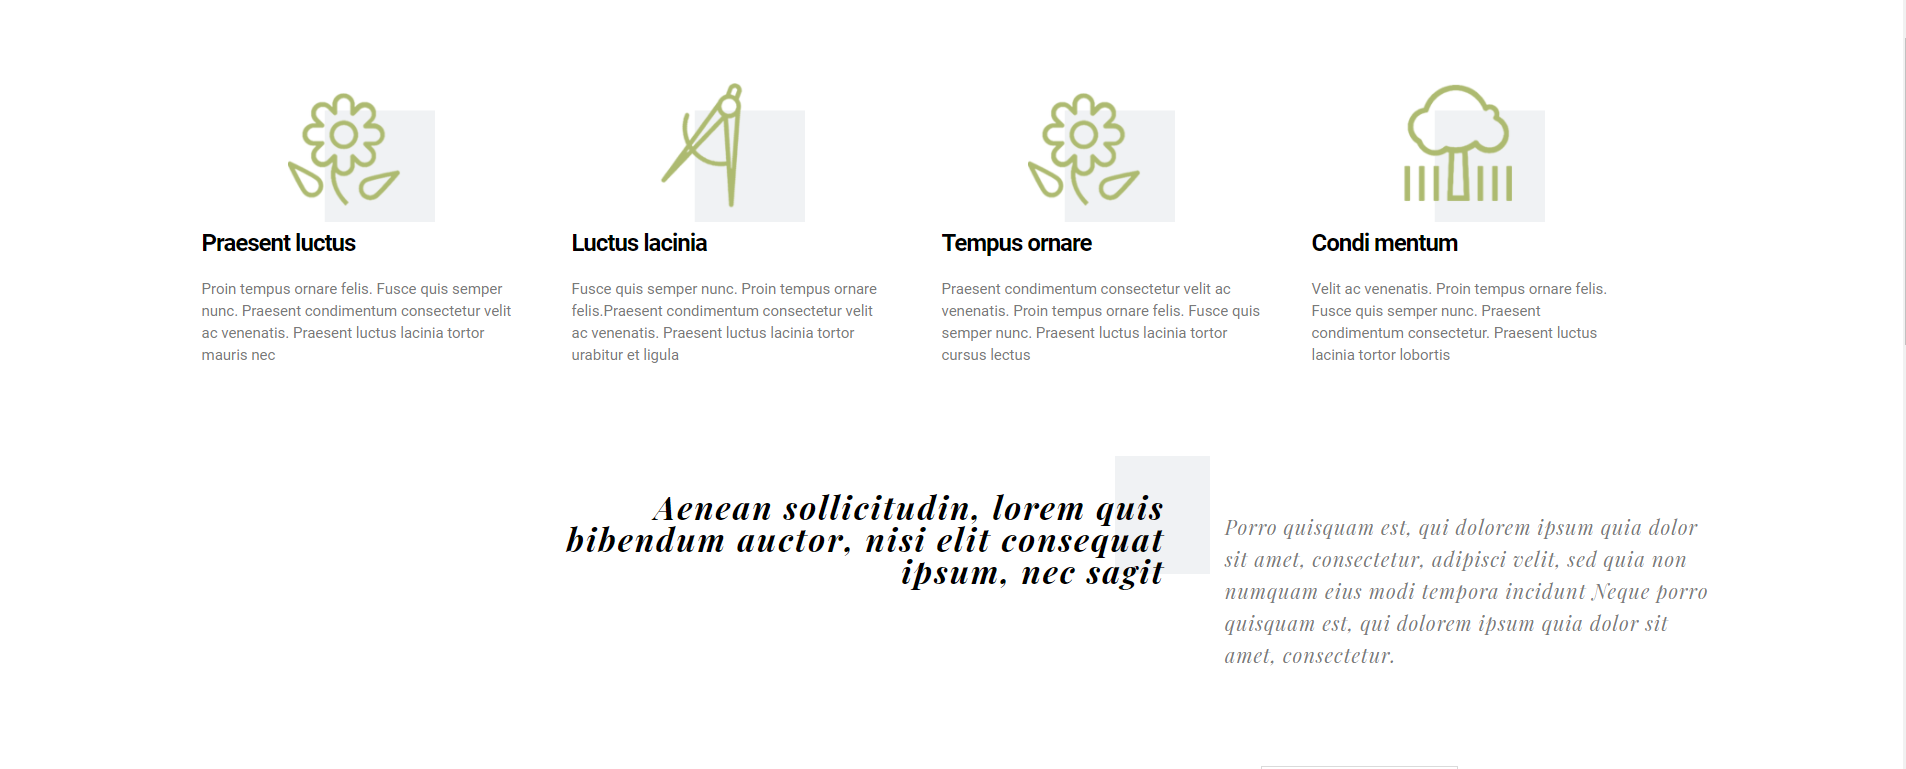 Praesent luctus
Proin tempus ornare felis. Fusce quis semper
nunc. Praesent condimentum consectetur velit
ac venenatis. Praesent luctus lacinia tortor
mauris nec
Luctus lacinia
Fusce quis semper nunc. Proin tempus ornare
felis.Praesent condimentum consectetur velit
ac venenatis. Praesent luctus lacinia tortor
urabitur et ligula
Tempus ornare
Praesent condimentum consectetur velit ac
venenatis. Proin tempus ornare felis. Fusce quis
semper nunc. Praesent luctus lacinia tortor
cursus lectus
Condi mentum
Velit ac venenatis. Proin tempus ornare felis.
Fusce quis semper nunc. Praesent
condimentum consectetur. Praesent luctus
lacinia tortor lobortis
Aenean sollicitudin, lorem quis
bibendum auctor, nisi elit consequat
ipsum, nec sagit
Porro quisquam est, qui dolorem ipsum quia dolor
sit amet, consectetur, adipisci velit, sed quia non
numquam eius modi tempora incidunt Neque porro
quisquam est, qui dolorem ipsum quia dolor sit
amet, consectetur.